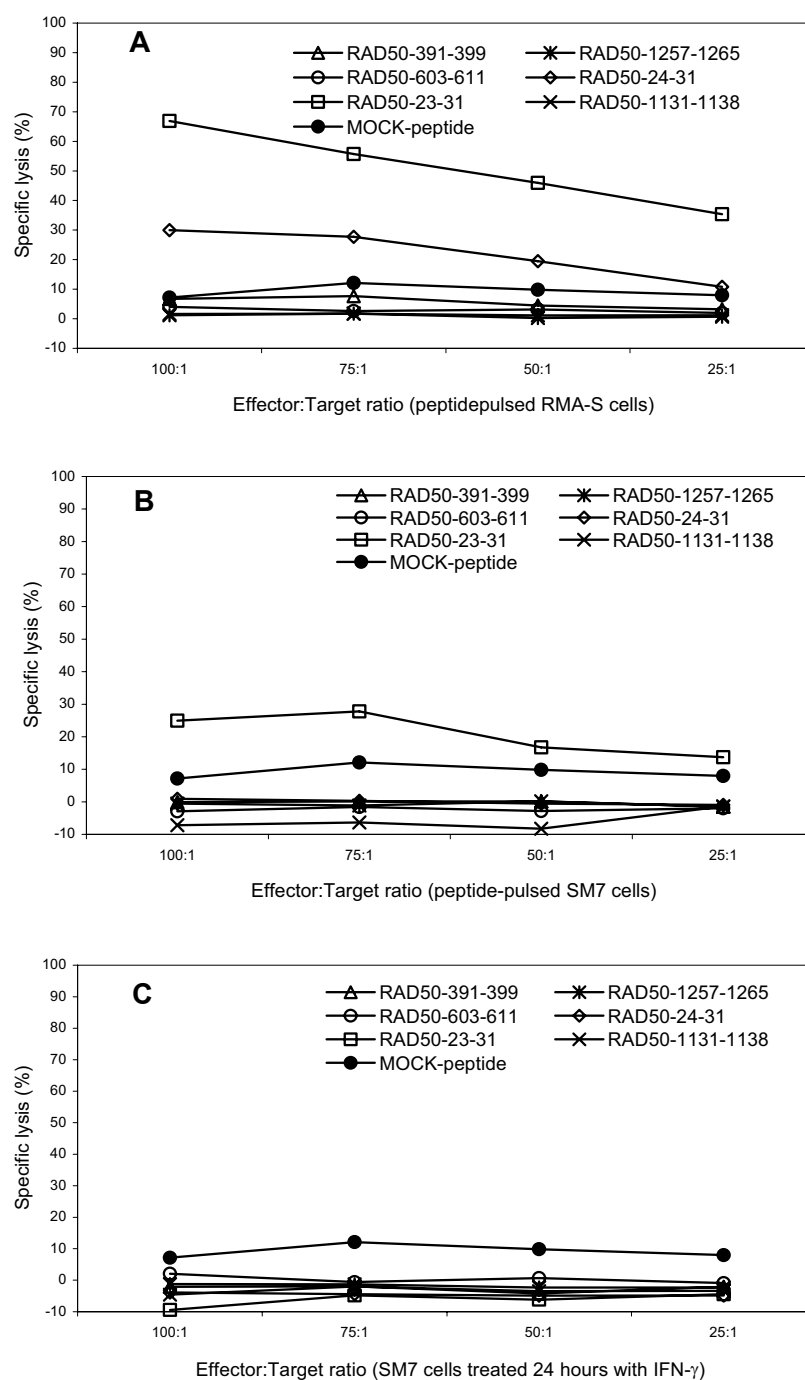 100
90
80
70
60
50
40
30
20
10
0
-10
Specific lysis (%)
A
RAD50-391-399
RAD50-1257-1265
RAD50-603-611
RAD50-24-31
RAD50-23-31
RAD50-1131-1138
MOCK-peptide
100:1
75:1
50:1
25:1
Effector:Target ratio (peptidepulsed RMA-S cells)
100
90
80
70
60
50
40
30
20
10
0
-10
Specific lysis (%)
B
RAD50-391-399
RAD50-1257-1265
RAD50-603-611
RAD50-24-31
RAD50-23-31
RAD50-1131-1138
MOCK-peptide
100:1
75:1
50:1
25:1
Effector:Target ratio (peptide-pulsed SM7 cells)
100
90
80
70
60
50
40
30
20
10
0
-10
Specific lysis (%)
C
RAD50-391-399
RAD50-1257-1265
RAD50-603-611
RAD50-24-31
RAD50-23-31
RAD50-1131-1138
MOCK-peptide
100:1
75:1
50:1
25:1
Effector:Target ratio (SM7 cells treated 24 hours with IFN-γ)